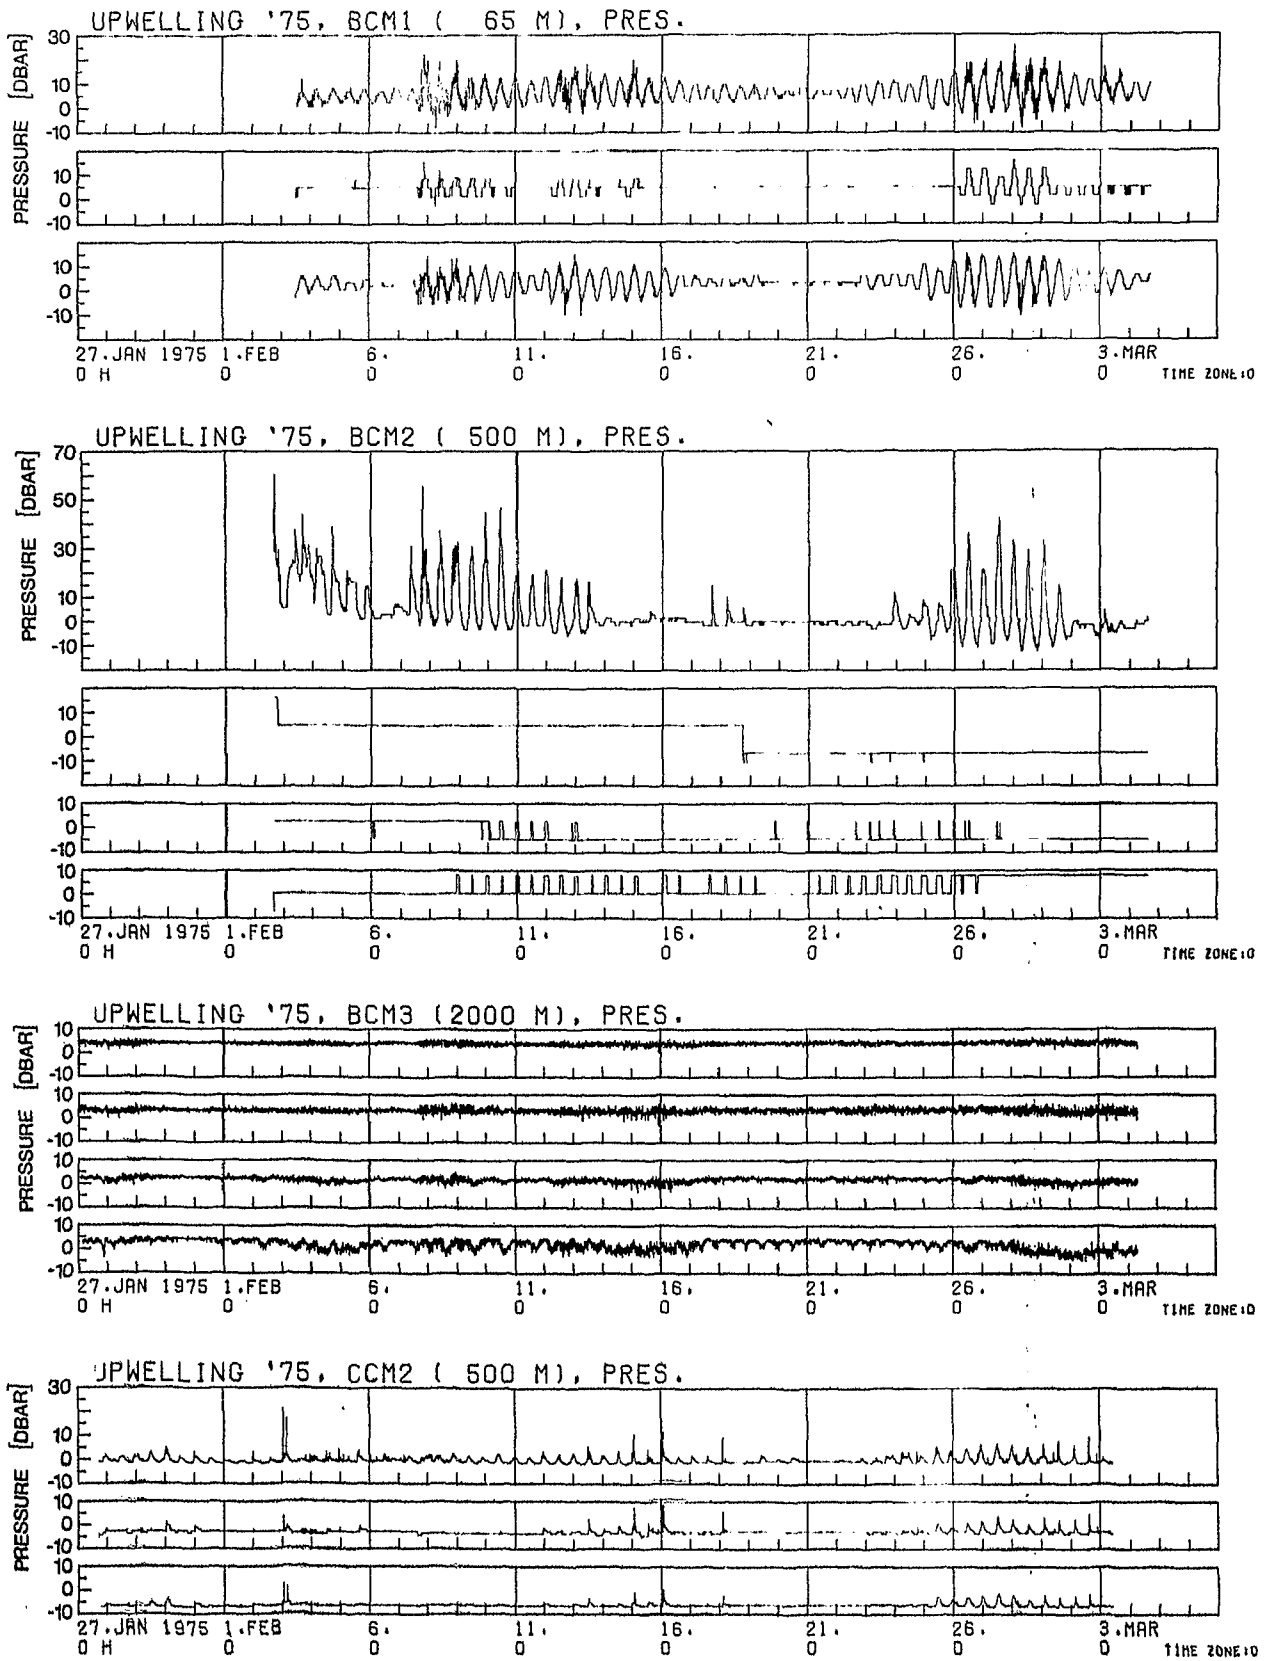 UPWELLING '75, BCM1 ( 65 M), PRES.
PRESSURE [DBAR]
30
10
0
-10
10
0
-10
10
0
-10
27.JAN 1975 1.FEB 6. 11. 16. 21. 26. 3.MAR
0 H 0 0 0 0 0 0 0 TIME ZONE:0
UPWELLING '75, BCM2 ( 500 M), PRES.
PRESSURE [DBAR]
70
50
30
10
0
-10
10
0
-10
10
0
-10
10
0
-10
27.JAN 1975 1.FEB 6. 11. 16. 21. 26. 3.MAR
0 H 0 0 0 0 0 0 0 TIME ZONE:0
UPWELLING '75, BCM3 (2000 M), PRES.
PRESSURE [DBAR]
10
0
-10
10
0
-10
10
0
-10
10
0
-10
27.JAN 1975 1.FEB 6. 11. 16. 21. 26. 3.MAR
0 H 0 0 0 0 0 0 0 TIME ZONE:0
UPWELLING '75, CCM2 ( 500 M), PRES.
PRESSURE [DBAR]
30
10
0
-10
10
0
-10
10
0
-10
27.JAN 1975 1.FEB 6. 11. 16. 21. 26. 3.MAR
0 H 0 0 0 0 0 0 0 TIME ZONE:0